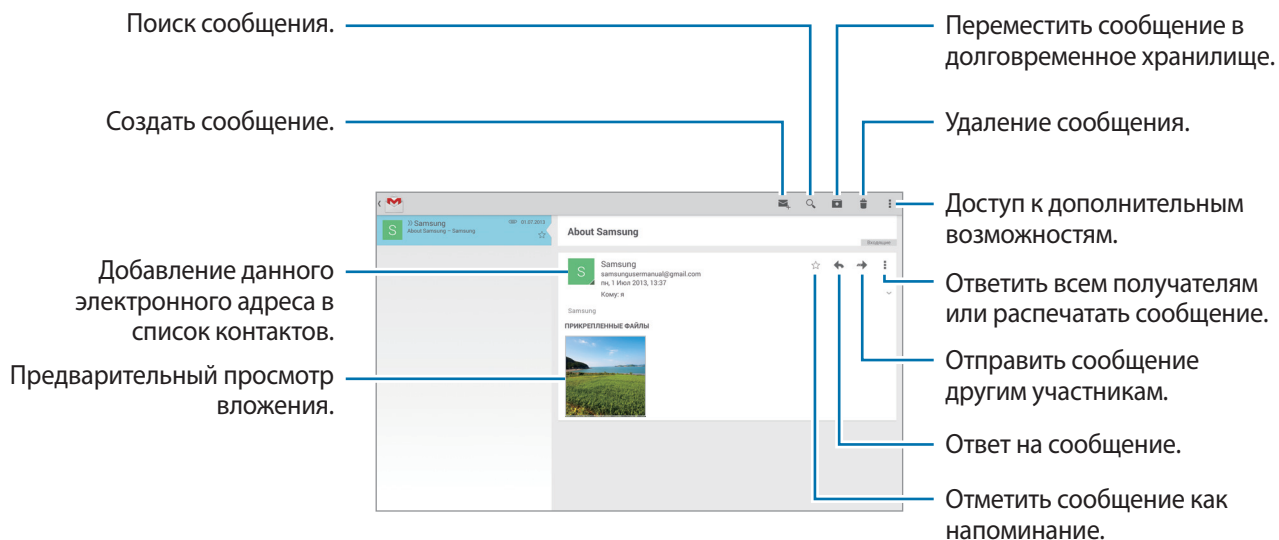 Поиск сообщения.
Создать сообщение.
Добавление данного
электронного адреса в
список контактов.
Предварительный просмотр
вложения.
Samsung
01.07.2013
About Samsung – Samsung
S
About Samsung
Входящие
S
Samsung
samsungusermanual@gmail.com
пн, 1 Июл 2013, 13:37
Кому: я
Samsung
ПРИКРЕПЛЕННЫЕ ФАЙЛЫ
Переместить сообщение в
долговременное хранилище.
Удаление сообщения.
Доступ к дополнительным
возможностям.
Ответить всем получателям
или распечатать сообщение.
Отправить сообщение
другим участникам.
Ответ на сообщение.
Отметить сообщение как
напоминание.